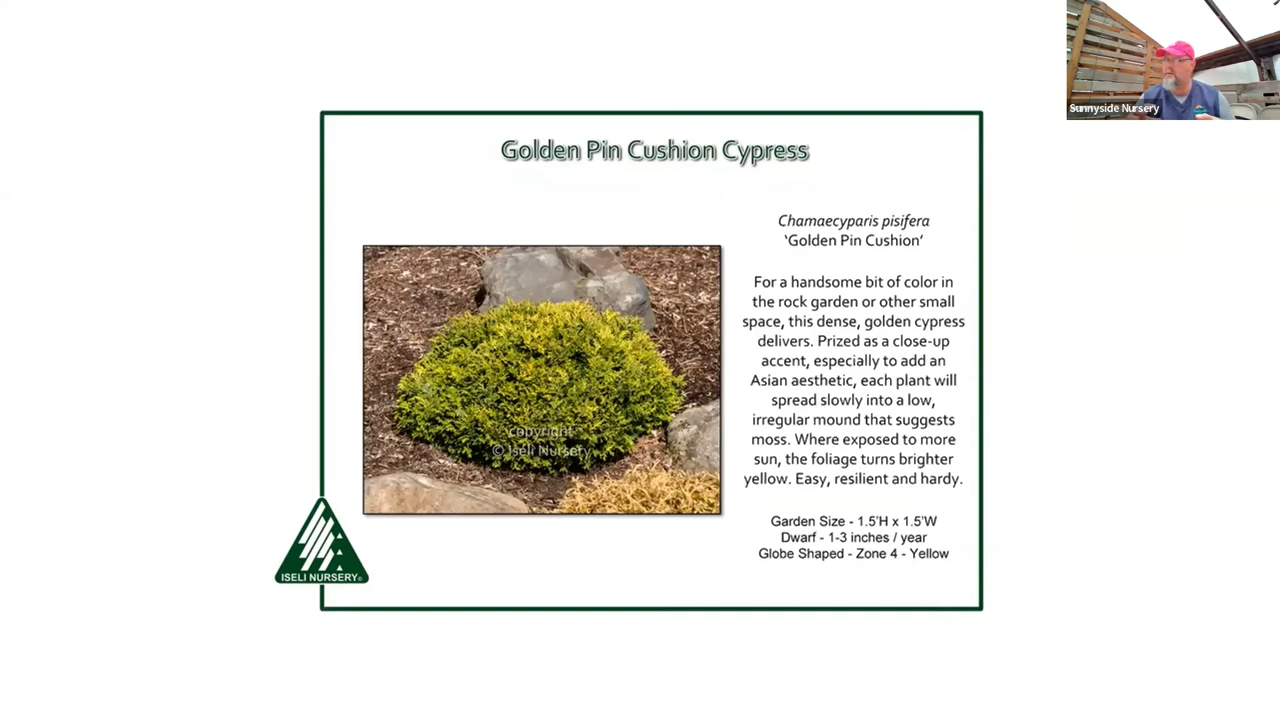 Sunnyside Nursery
Golden Pin Cushion Cypress
Chamaecyparis pisifera
‘Golden Pin Cushion’
For a handsome bit of color in
the rock garden or other small
space, this dense, golden cypress
delivers. Prized as a close-up
accent, especially to add an
Asian aesthetic, each plant will
spread slowly into a low,
irregular mound that suggests
moss. Where exposed to more
sun, the foliage turns brighter
yellow. Easy, resilient and hardy.
Garden Size - 1.5’H x 1.5’W
Dwarf - 1-3 inches / year
Globe Shaped - Zone 4 - Yellow
copyright
© Iseli Nursery
ISELI NURSERY®